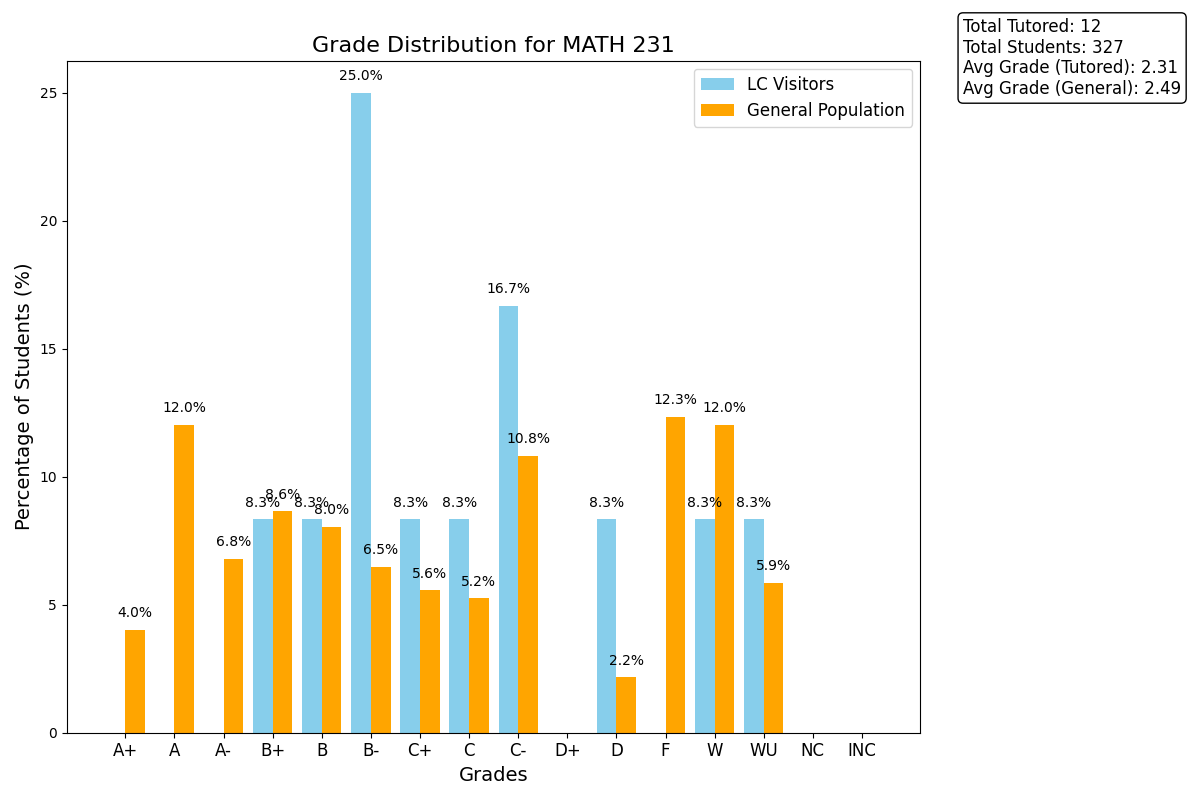 Grade Distribution for MATH 231
Total Tutored: 12
Total Students: 327
Avg Grade (Tutored): 2.31
Avg Grade (General): 2.49
LC Visitors
General Population
Percentage of Students (%)
25
20
15
10
5
0
4.0%
12.0%
6.8%
8.3%
8.6%
8.3%
8.0%
25.0%
6.5%
8.3%
5.6%
8.3%
5.2%
16.7%
10.8%
8.3%
2.2%
12.3%
8.3%
12.0%
8.3%
5.9%
A+ A A- B+ B B- C+ C C- D+ D F W WU NC INC
Grades